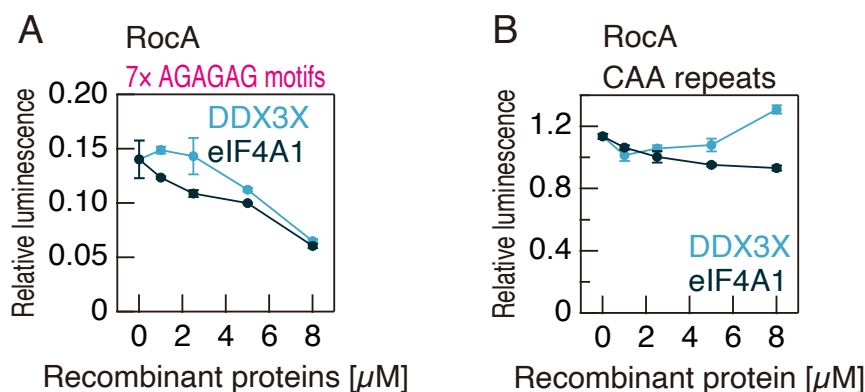 A
RocA
7× AGAGAG motifs
Relative luminescence
0.20
0.15
0.10
0.05
0.00
DDX3X
eIF4A1
0 2 4 6 8
Recombinant proteins [µM]
B
RocA
CAA repeats
Relative luminescence
1.2
0.8
0.4
0
DDX3X
eIF4A1
0 2 4 6 8
Recombinant protein [µM]